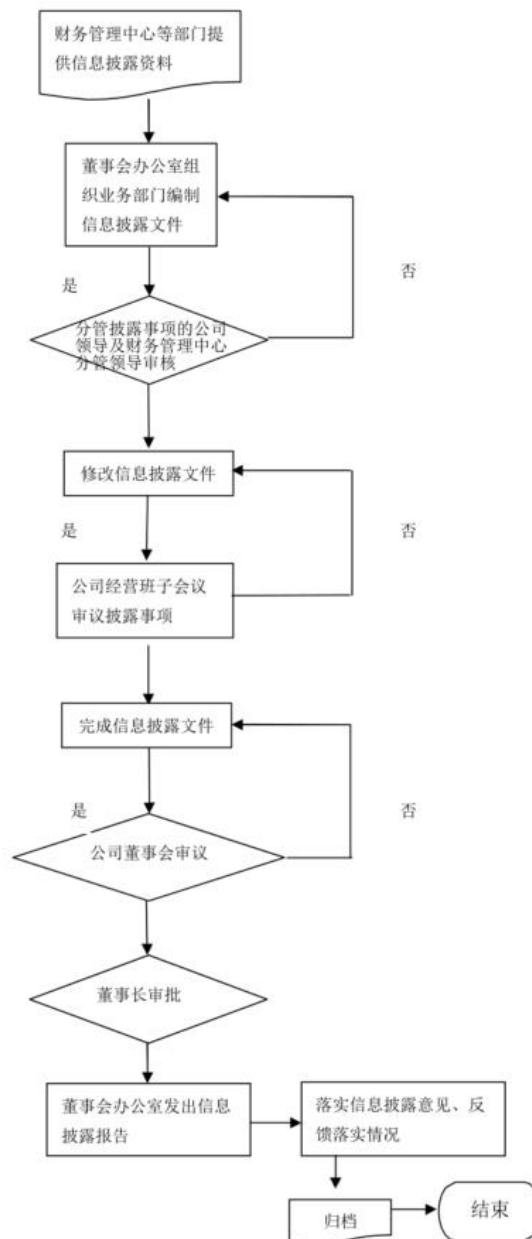 财务管理中心等部门提
供信息披露资料
董事会办公室组
织业务部门编制
信息披露文件
是
否
分管披露事项的公司
领导及财务管理中心
分管领导审核
修改信息披露文件
是
否
公司经营班子会议
审议披露事项
完成信息披露文件
是
否
公司董事会审议
董事长审批
董事会办公室发出信息
披露报告
落实信息披露意见、反
馈落实情况
归档
结束